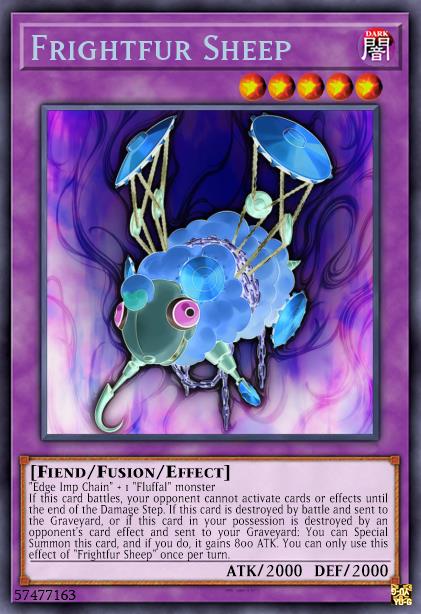 Frightfur Sheep
DARK
闇
[Fiend/Fusion/Effect]
"Edge Imp Chain" + 1 "Fluffal" monster
If this card battles, your opponent cannot activate cards or effects until
the end of the Damage Step. If this card is destroyed by battle and sent to
the Graveyard, or if this card in your possession is destroyed by an
opponent's card effect and sent to your Graveyard: You can Special
Summon this card, and if you do, it gains 800 ATK. You can only use this
effect of "Frightfur Sheep" once per turn.
ATK/2000 DEF/2000
57477163